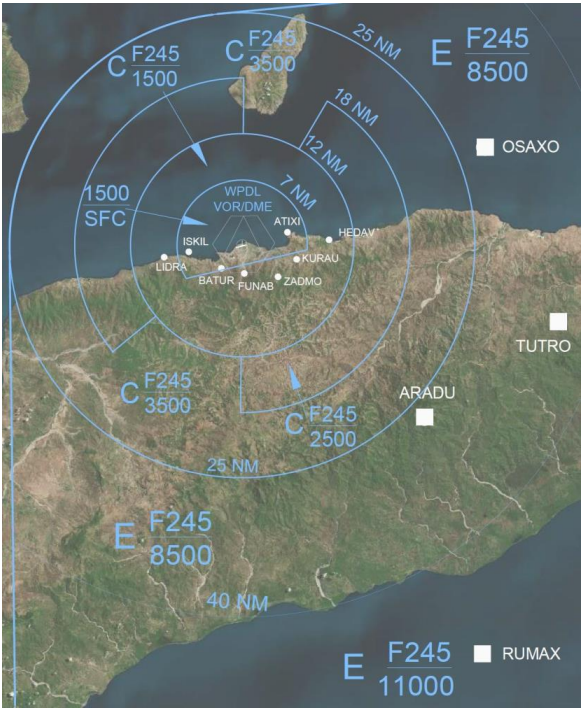 F245
C
1500
F245
C
3500
25 NM
E
F245
8500
18 NM
12 NM
7 NM
OSAXO
1500
SFC
WPDL
VOR/DME
ATIXI
HEDAV
ISKIL
LIDRA
KURAU
BATUR
FUNAB
ZADMO
TUTRO
ARADU
F245
C
3500
F245
C
2500
25 NM
F245
E
8500
40 NM
F245
E
11000
RUMAX